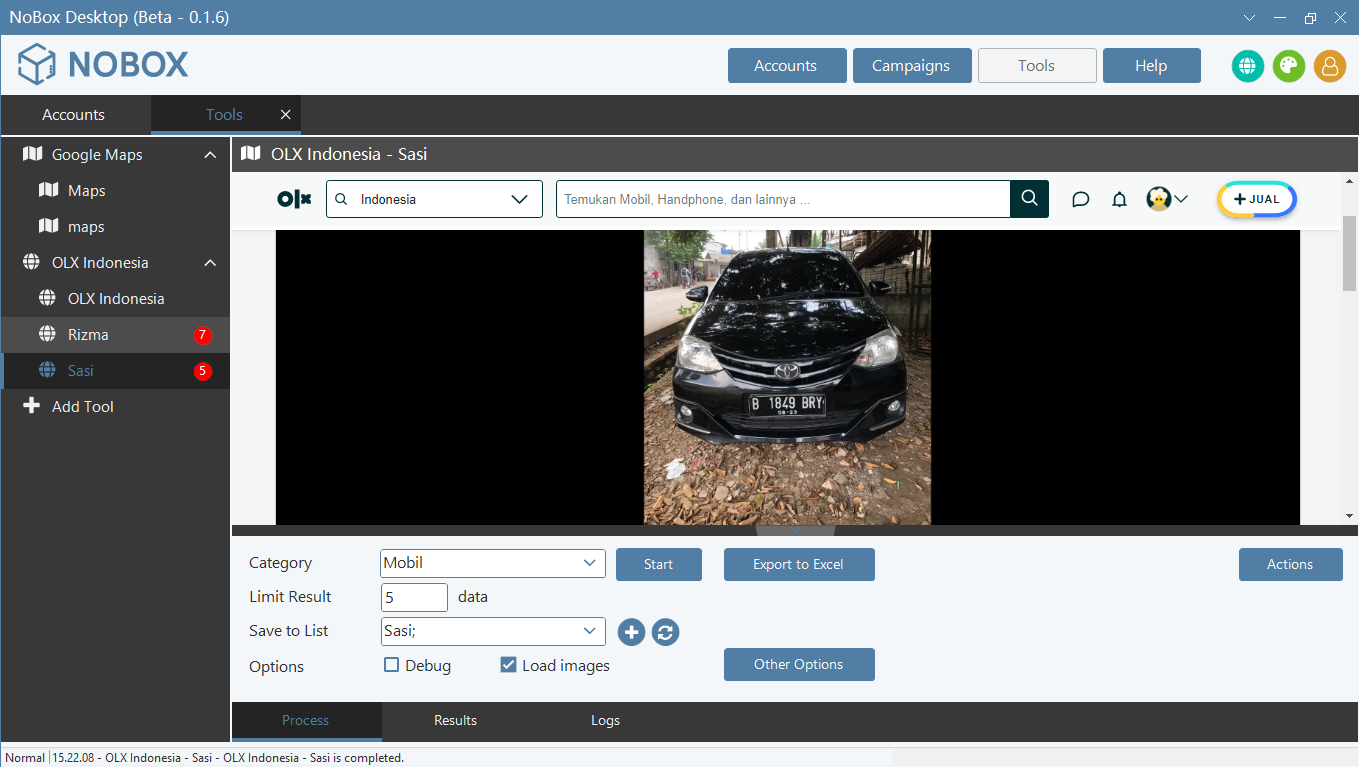 NoBox Desktop (Beta - 0.1.6)
NOBOX
Accounts Campaigns Tools Help
Accounts Tools
Google Maps
Maps
maps
OLX Indonesia
OLX Indonesia
Rizma 7
Sasi 5
Add Tool
OLX Indonesia - Sasi
olx Indonesia Temukan Mobil, Handphone, dan lainnya ... JUAL
B 1849 BRY
08-23
Category Mobil Start Export to Excel Actions
Limit Result 5 data
Save to List Sasi;
Options Debug Load images Other Options
Process Results Logs
Normal 15.22.08 - OLX Indonesia - Sasi - OLX Indonesia - Sasi is completed.